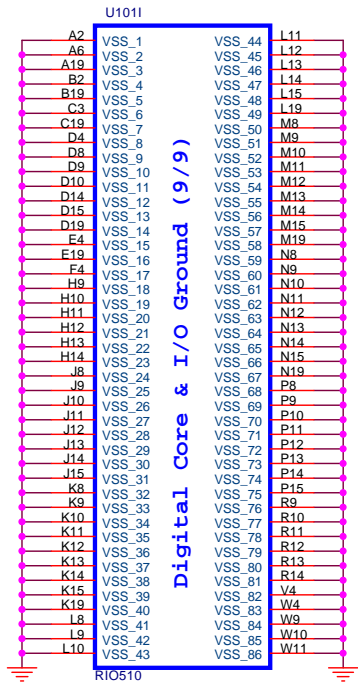 U101I
A2 VSS_1 VSS_44 L11
A6 VSS_2 VSS_45 L12
A19 VSS_3 VSS_46 L13
B2 VSS_4 VSS_47 L14
B19 VSS_5 VSS_48 L15
C3 VSS_6 VSS_49 L19
C19 VSS_7 VSS_50 M8
D4 VSS_8 VSS_51 M9
D8 VSS_9 VSS_52 M10
D9 VSS_10 VSS_53 M11
D10 VSS_11 VSS_54 M12
D14 VSS_12 VSS_55 M13
D15 VSS_13 VSS_56 M14
D19 VSS_14 VSS_57 M15
E4 VSS_15 VSS_58 M19
E19 VSS_16 VSS_59 N8
F4 VSS_17 VSS_60 N9
H9 VSS_18 VSS_61 N10
H10 VSS_19 VSS_62 N11
H11 VSS_20 VSS_63 N12
H12 VSS_21 VSS_64 N13
H13 VSS_22 VSS_65 N14
H14 VSS_23 VSS_66 N15
J8 VSS_24 VSS_67 N19
J9 VSS_25 VSS_68 P8
J10 VSS_26 VSS_69 P9
J11 VSS_27 VSS_70 P10
J12 VSS_28 VSS_71 P11
J13 VSS_29 VSS_72 P12
J14 VSS_30 VSS_73 P13
J15 VSS_31 VSS_74 P14
K8 VSS_32 VSS_75 P15
K9 VSS_33 VSS_76 R9
K10 VSS_34 VSS_77 R10
K11 VSS_35 VSS_78 R11
K12 VSS_36 VSS_79 R12
K13 VSS_37 VSS_80 R13
K14 VSS_38 VSS_81 R14
K15 VSS_39 VSS_82 V4
K19 VSS_40 VSS_83 W4
L8 VSS_41 VSS_84 W9
L9 VSS_42 VSS_85 W10
L10 VSS_43 VSS_86 W11
Digital Core & I/O Ground (9/9)
RIO510